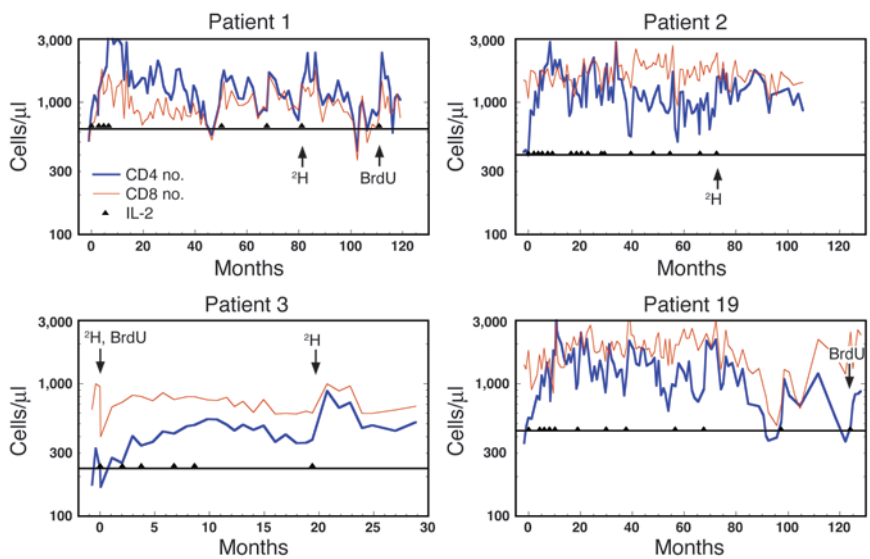 Patient 1
3,000
1,000
300
100
Cells/µl
CD4 no.
CD8 no.
IL-2
²H
BrdU
0 20 40 60 80 100 120
Months
Patient 2
3,000
1,000
300
100
Cells/µl
²H
0 20 40 60 80 100 120
Months
Patient 3
3,000
1,000
300
100
Cells/µl
²H, BrdU
²H
0 5 10 15 20 25 30
Months
Patient 19
3,000
1,000
300
100
Cells/µl
BrdU
0 20 40 60 80 100 120
Months